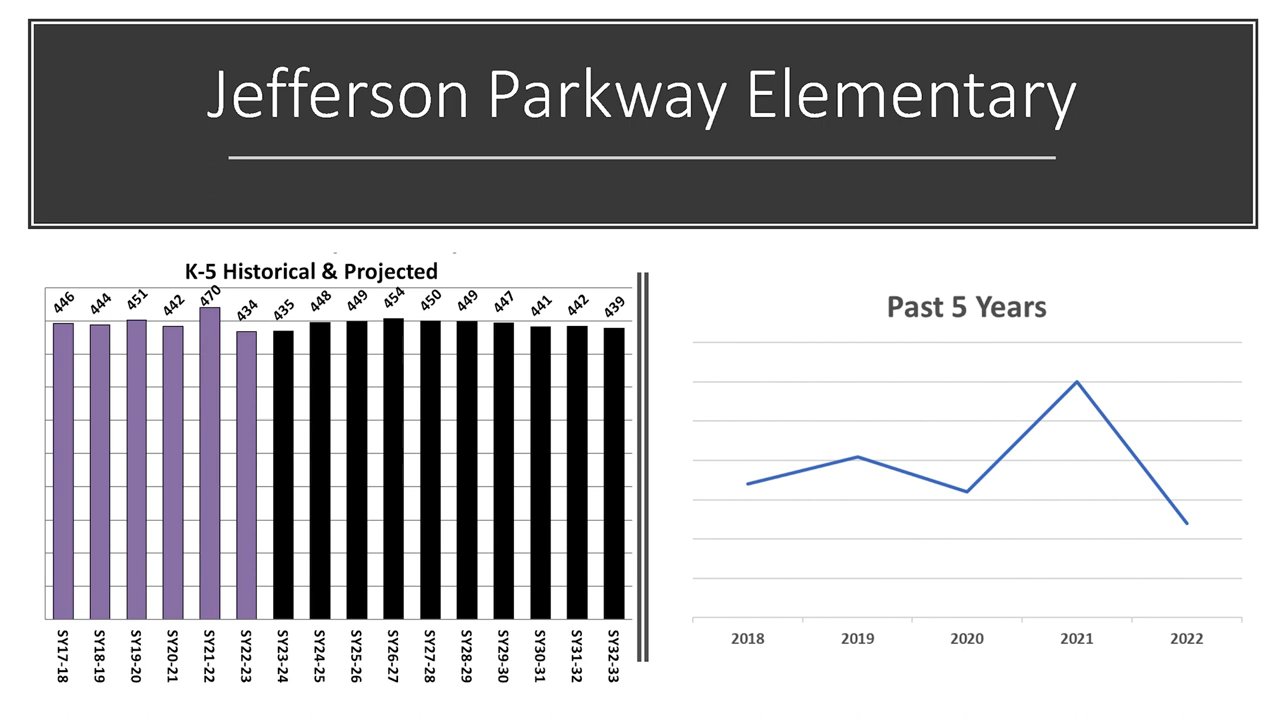 Jefferson Parkway Elementary
K-5 Historical & Projected
446 444 451 442 470 434 435 448 449 454 450 449 447 441 442 439
SY17-18 SY18-19 SY19-20 SY20-21 SY21-22 SY22-23 SY23-24 SY24-25 SY25-26 SY26-27 SY27-28 SY28-29 SY29-30 SY30-31 SY31-32 SY32-33
Past 5 Years
2018 2019 2020 2021 2022